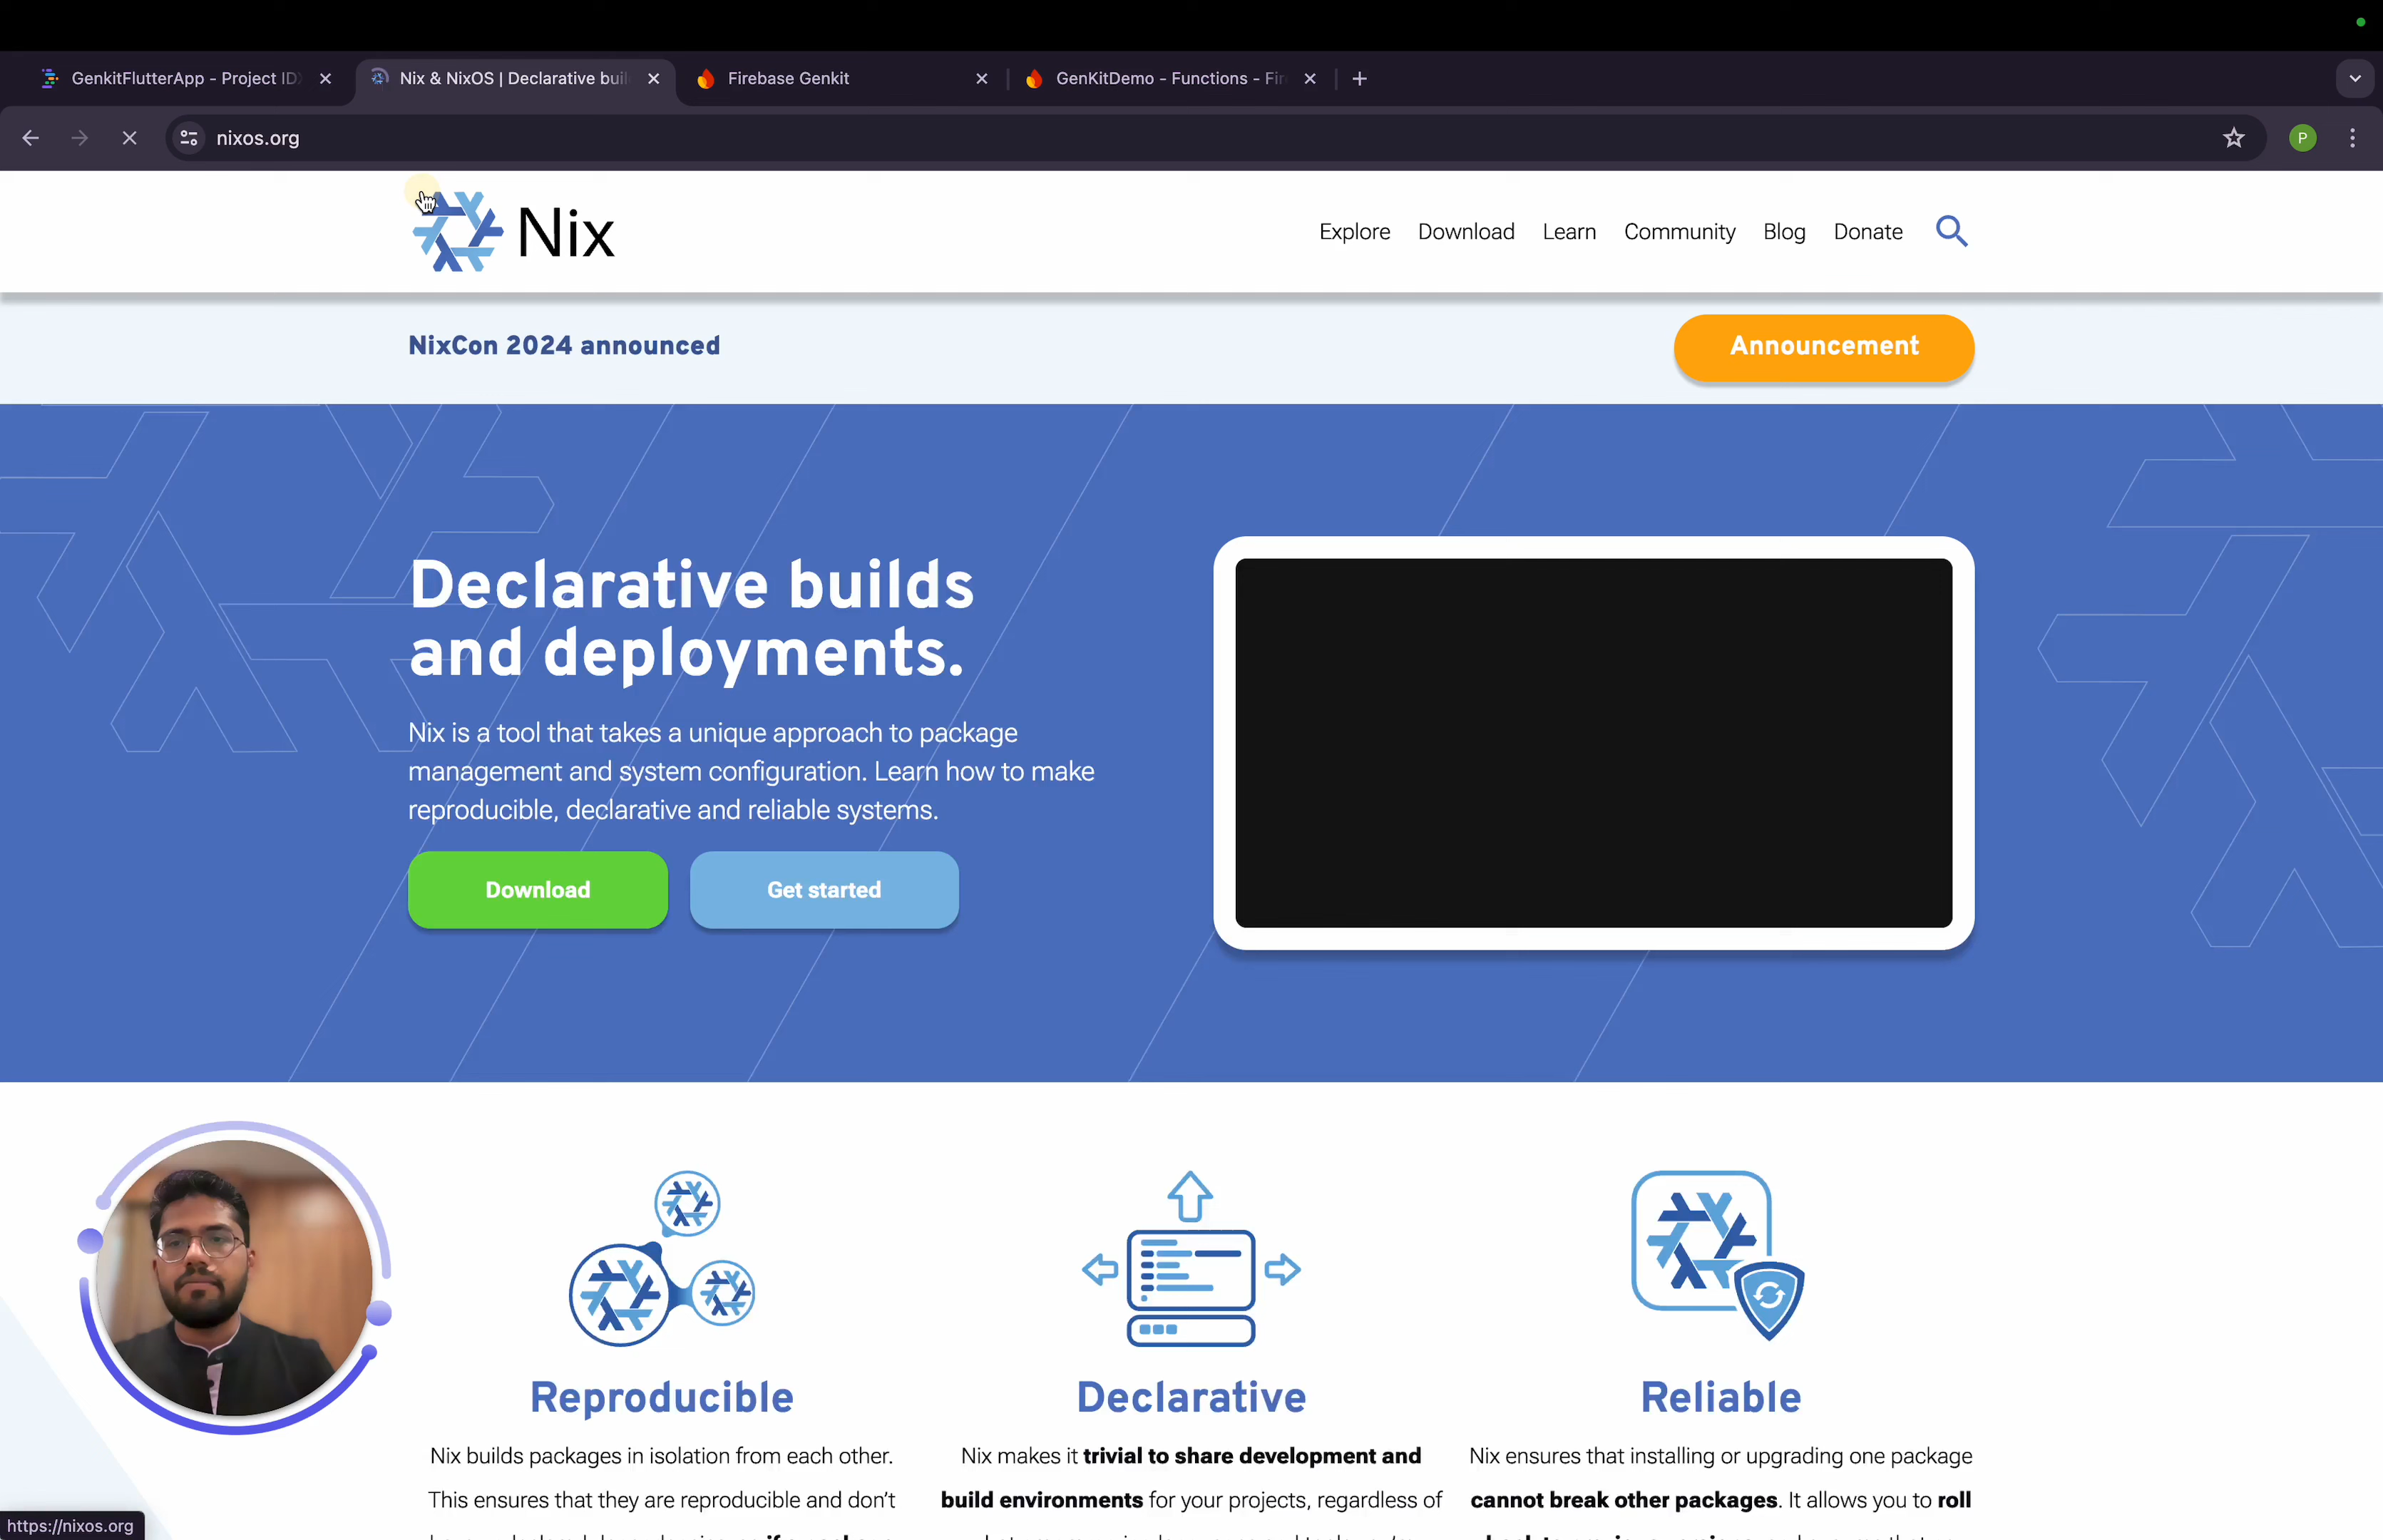 GenkitFlutterApp - Project IDX
Nix & NixOS | Declarative buil
Firebase Genkit
GenKitDemo - Functions - Fir
nixos.org
P
Nix
Explore
Download
Learn
Community
Blog
Donate
NixCon 2024 announced
Announcement
Declarative builds
and deployments.
Nix is a tool that takes a unique approach to package
management and system configuration. Learn how to make
reproducible, declarative and reliable systems.
Download
Get started
Reproducible
Nix builds packages in isolation from each other.
This ensures that they are reproducible and don't
Declarative
Nix makes it trivial to share development and
build environments for your projects, regardless of
Reliable
Nix ensures that installing or upgrading one package
cannot break other packages. It allows you to roll
https://nixos.org